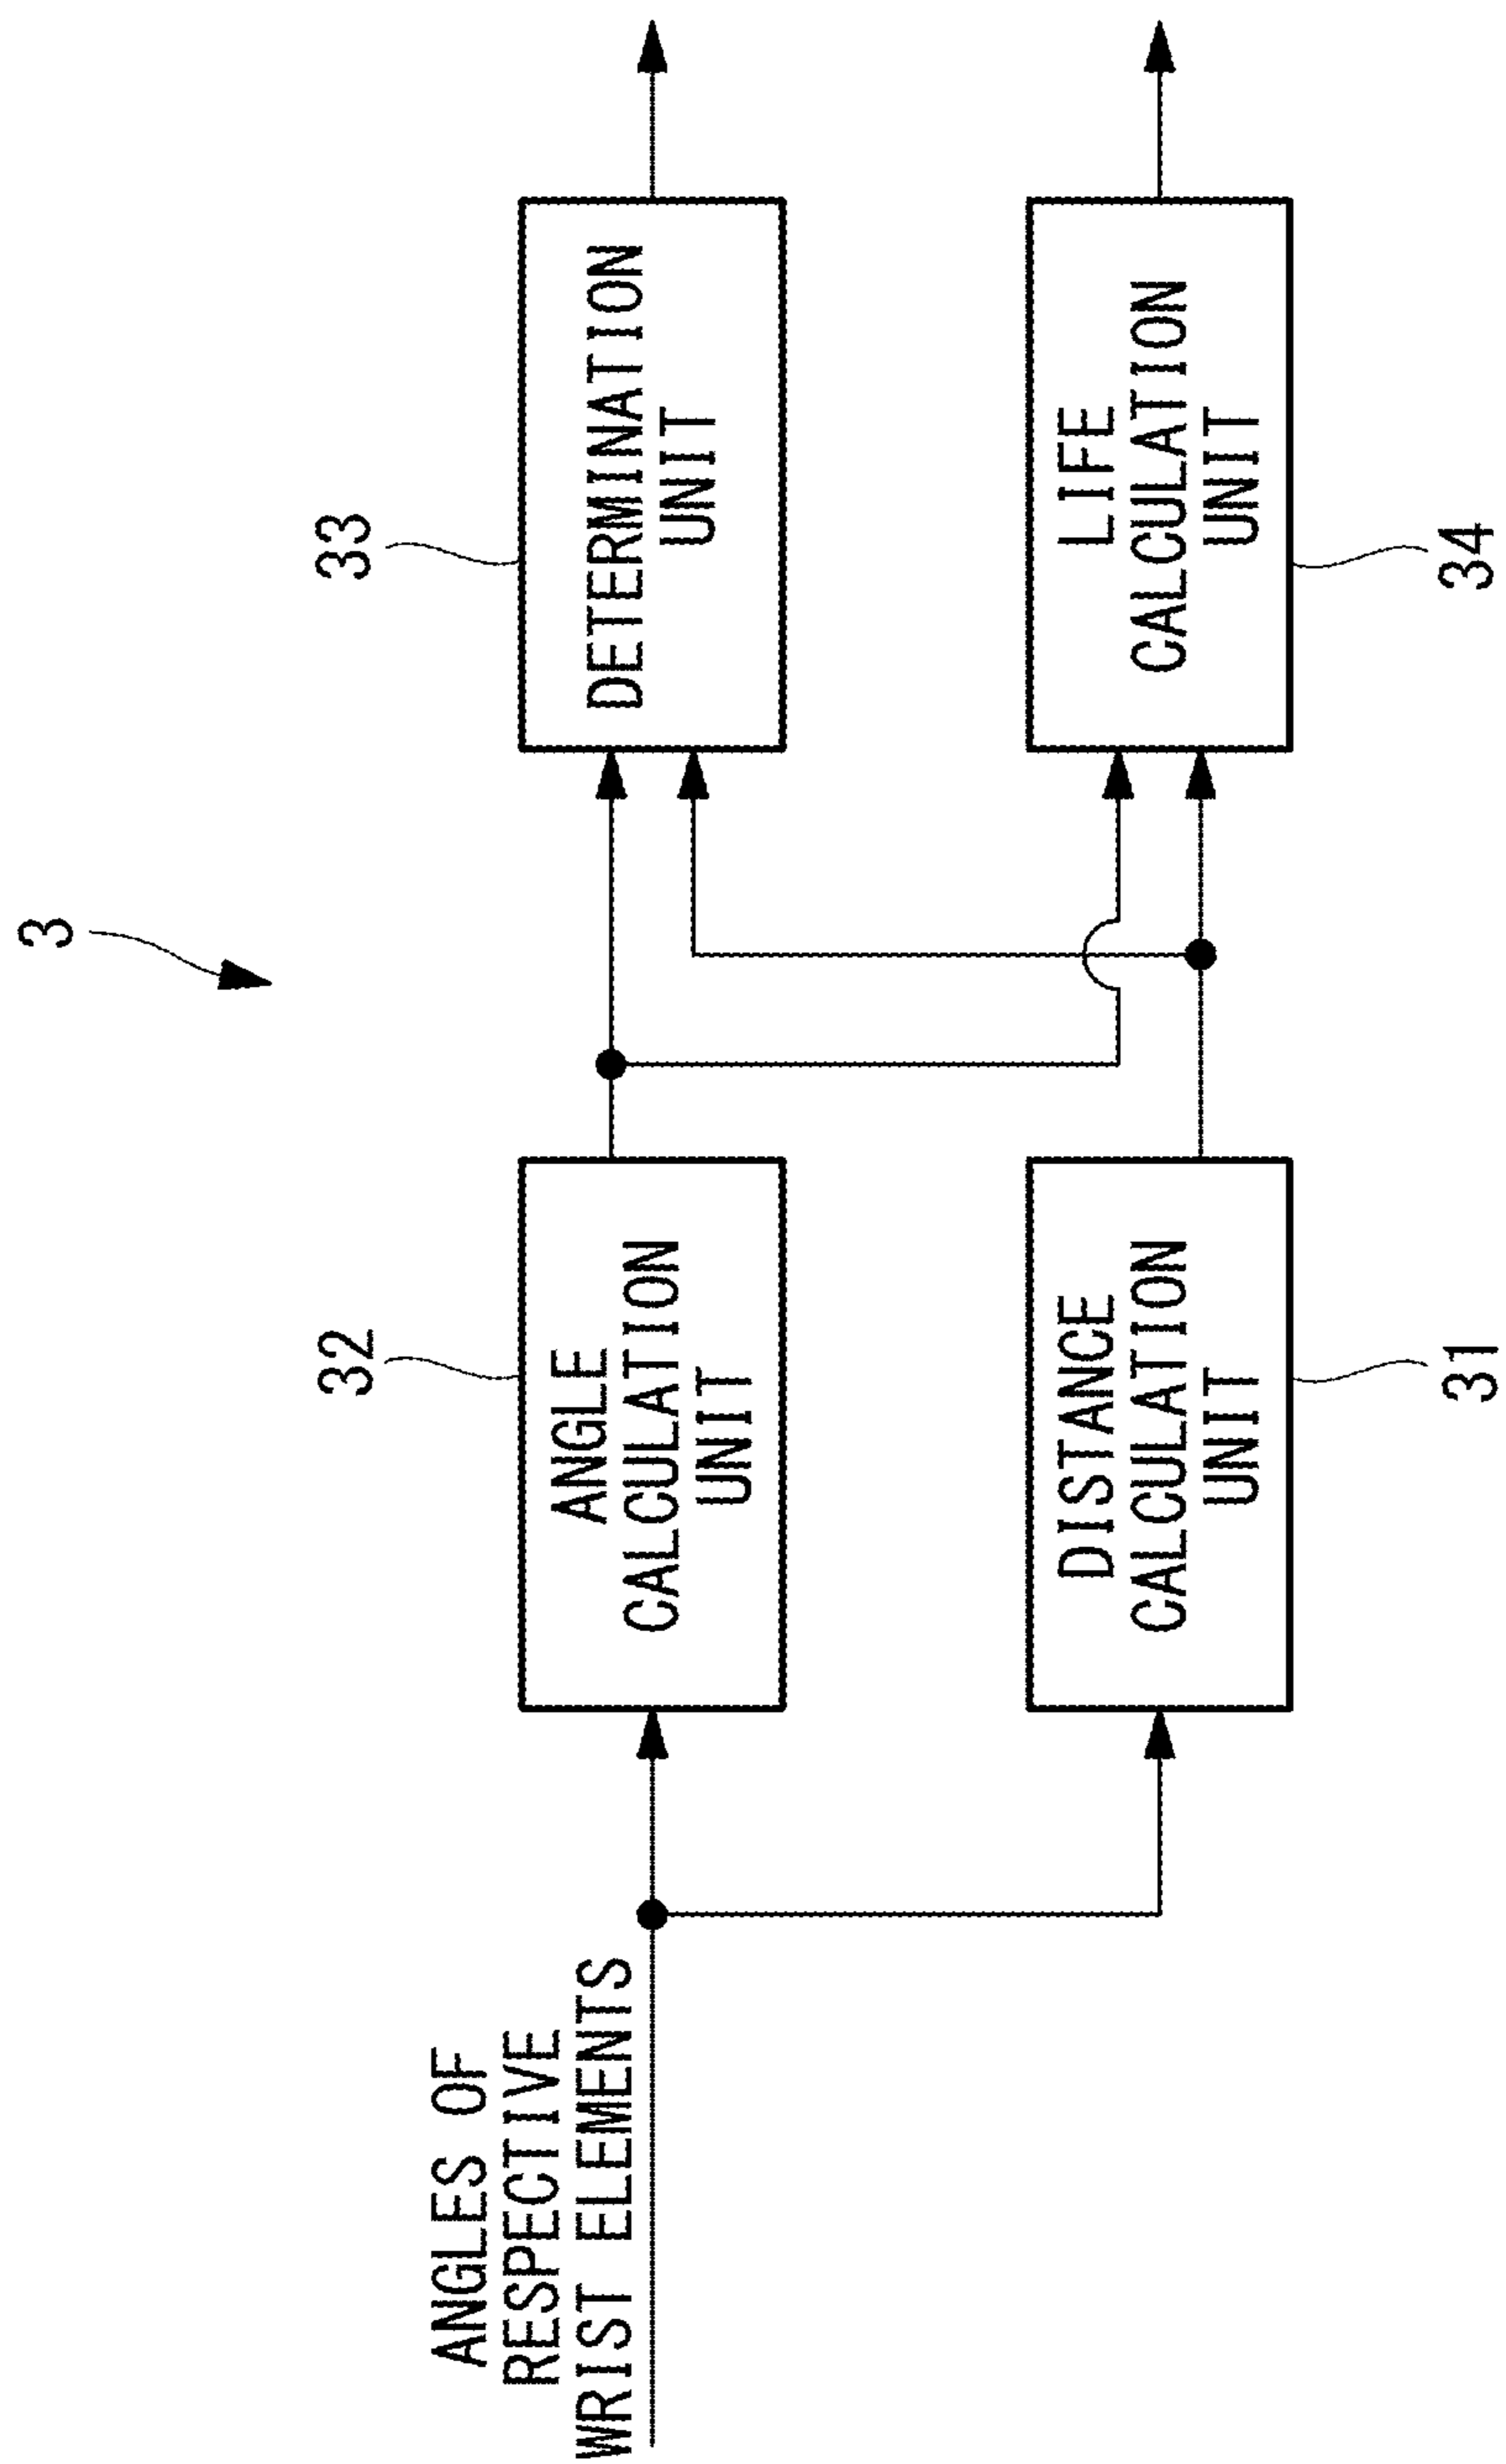 3
ANGLES OF
RESPECTIVE
WRIST ELEMENTS
32
ANGLE
CALCULATION
UNIT
33
DETERMINATION
UNIT
DISTANCE
CALCULATION
UNIT
31
LIFE
CALCULATION
UNIT
34